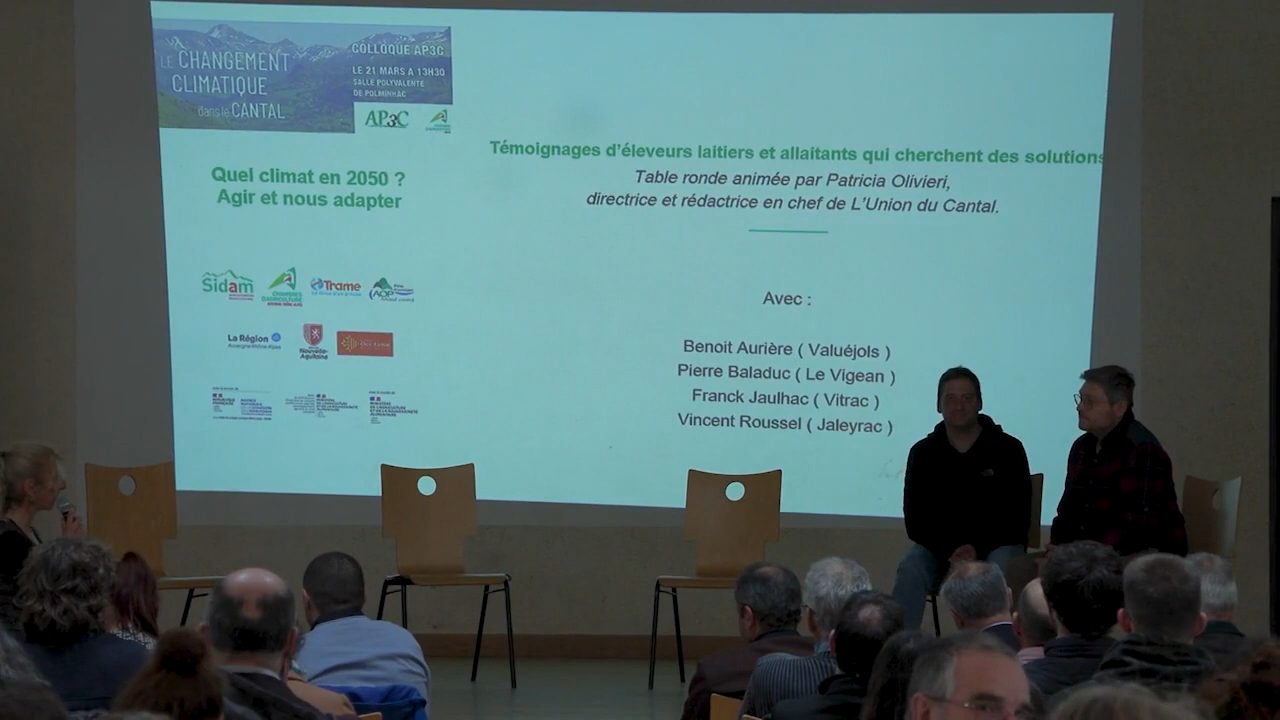 LE CHANGEMENT
CLIMATIQUE
dans le CANTAL
COLLOQUE AP3C
LE 21 MARS A 13H30
SALLE POLYVALENTE
DE POLMINHAC
AP3C
Quel climat en 2050 ?
Agir et nous adapter
Témoignages d'éleveurs laitiers et allaitants qui cherchent des solutions
Table ronde animée par Patricia Olivieri,
directrice et rédactrice en chef de L'Union du Cantal.
Avec :
Benoit Aurière ( Valuéjols )
Pierre Baladuc ( Le Vigean )
Franck Jaulhac ( Vitrac )
Vincent Roussel ( Jaleyrac )
Sidam
CHAMBRES
D'AGRICULTURE
Trame
AOP
La Région
Auvergne-Rhône-Alpes
Nouvelle-
Aquitaine